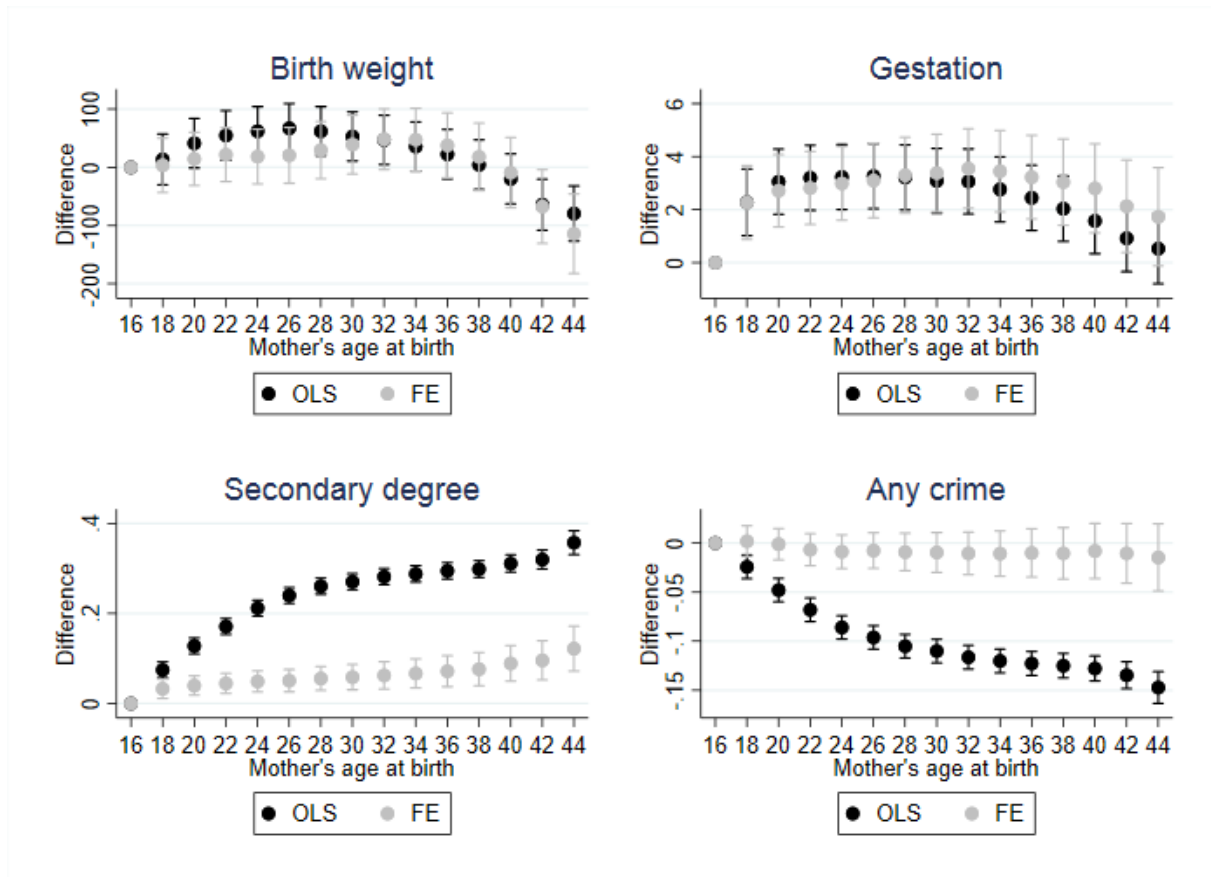 Birth weight
Difference
100
0
-100
-200
16 18 20 22 24 26 28 30 32 34 36 38 40 42 44
Mother's age at birth
OLS FE
Gestation
Difference
6
4
2
0
16 18 20 22 24 26 28 30 32 34 36 38 40 42 44
Mother's age at birth
OLS FE
Secondary degree
Difference
.4
.2
0
16 18 20 22 24 26 28 30 32 34 36 38 40 42 44
Mother's age at birth
OLS FE
Any crime
Difference
0
-.05
-.1
-.15
16 18 20 22 24 26 28 30 32 34 36 38 40 42 44
Mother's age at birth
OLS FE